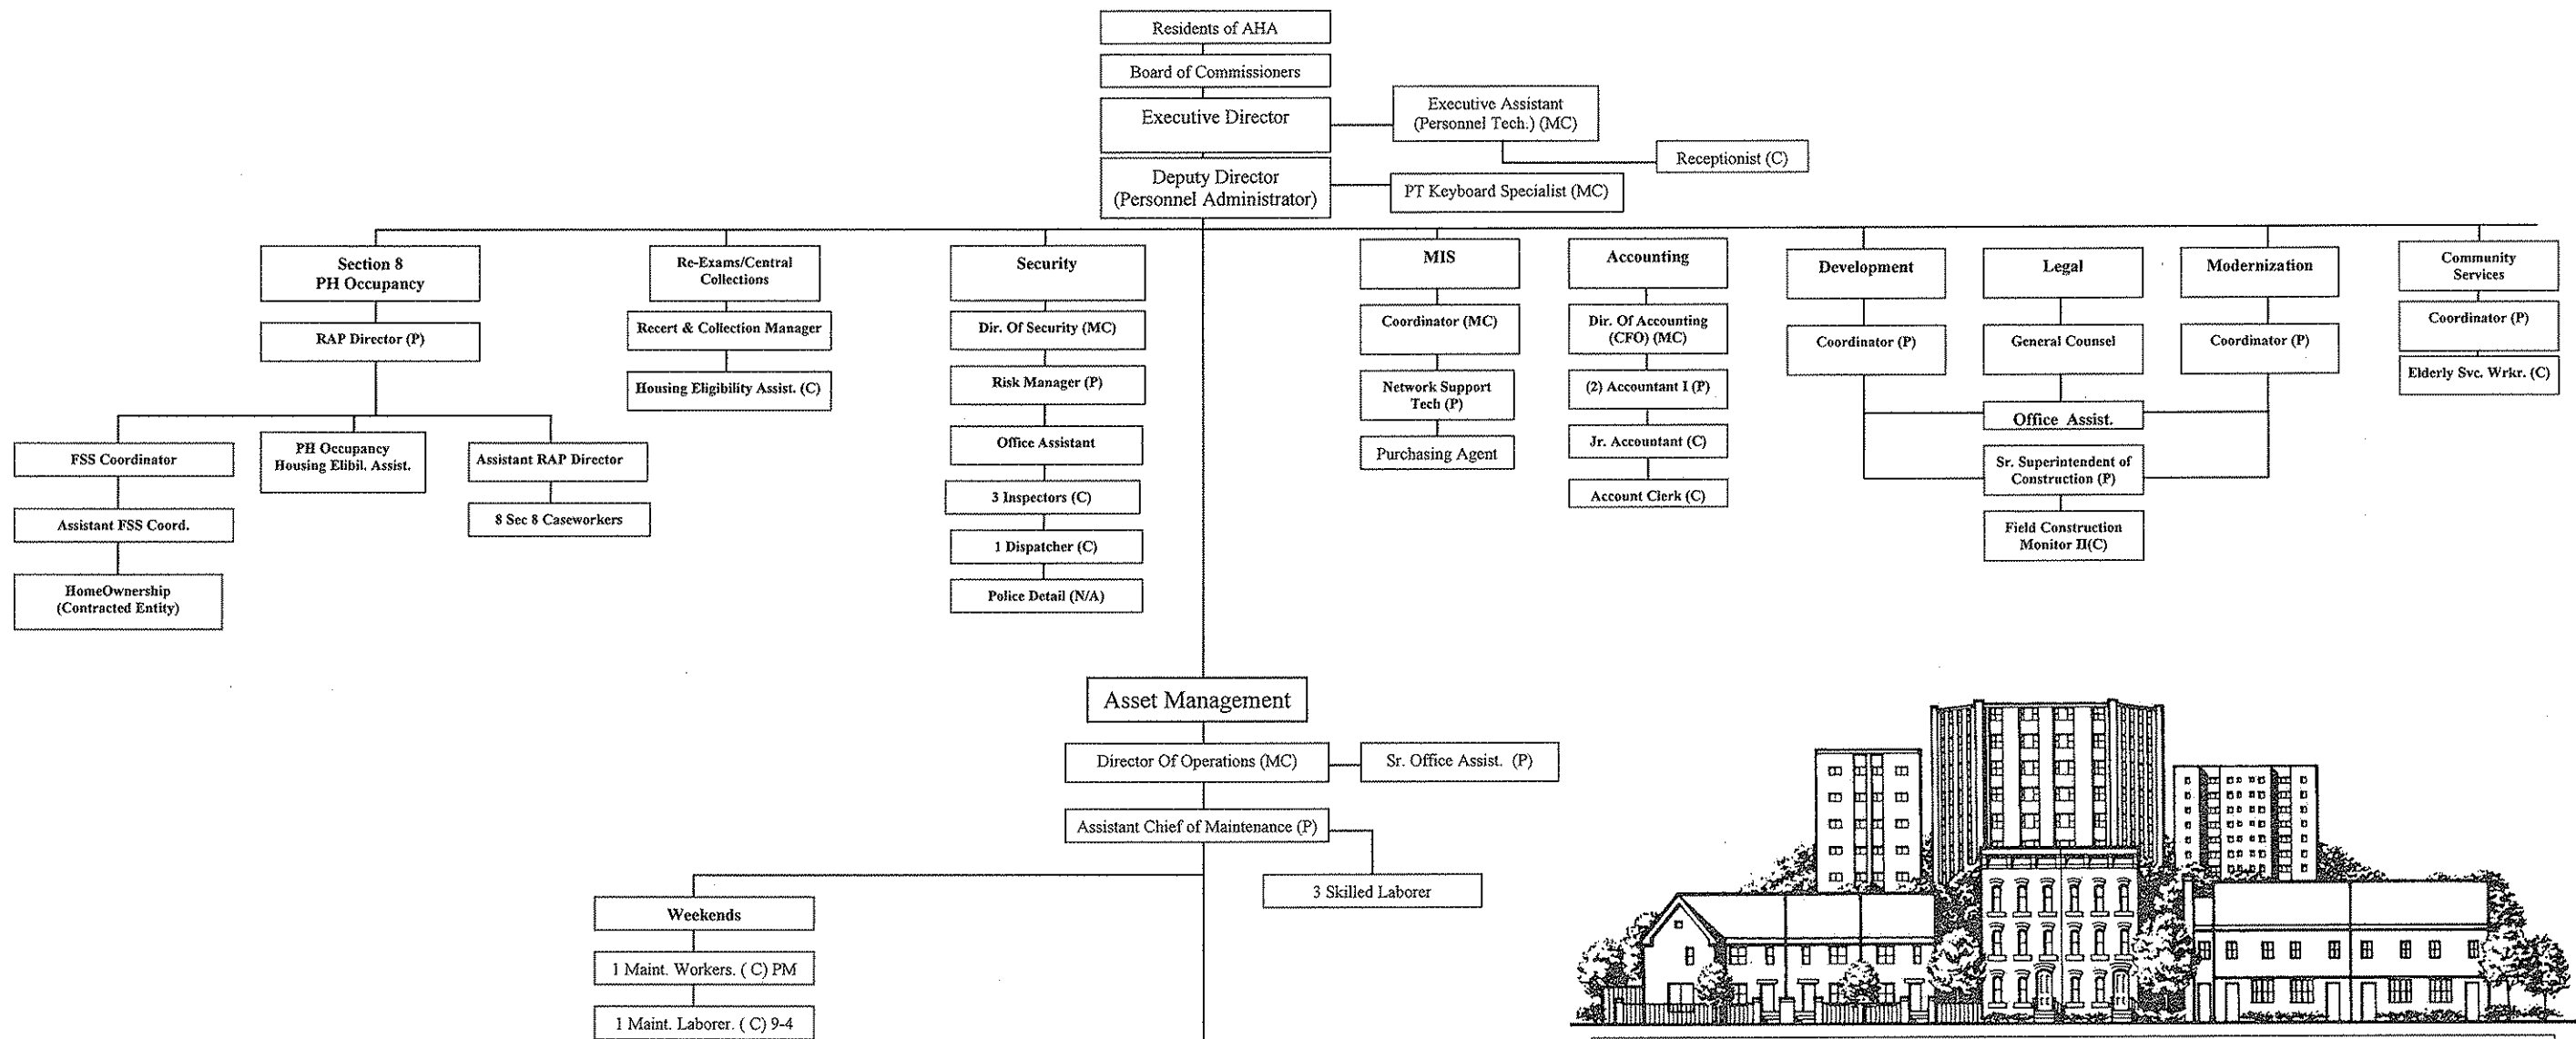 Residents of AHA
Board of Commissioners
Executive Director
Executive Assistant
(Personnel Tech.) (MC)
Receptionist (C)
Deputy Director
(Personnel Administrator)
PT Keyboard Specialist (MC)
Section 8
PH Occupancy
RAP Director (P)
FSS Coordinator
Assistant FSS Coord.
HomeOwnership
(Contracted Entity)
PH Occupancy
Housing Elibil. Assist.
Assistant RAP Director
8 Sec 8 Caseworkers
Re-Exams/Central
Collections
Recert & Collection Manager
Housing Eligibility Assist. (C)
Security
Dir. Of Security (MC)
Risk Manager (P)
Office Assistant
3 Inspectors (C)
1 Dispatcher (C)
Police Detail (N/A)
MIS
Coordinator (MC)
Network Support
Tech (P)
Purchasing Agent
Accounting
Dir. Of Accounting
(CFO) (MC)
(2) Accountant I (P)
Jr. Accountant (C)
Account Clerk (C)
Development
Coordinator (P)
Legal
General Counsel
Office Assist.
Sr. Superintendent of
Construction (P)
Field Construction
Monitor II(C)
Modernization
Coordinator (P)
Community
Services
Coordinator (P)
Elderly Svc. Wrkr. (C)
Asset Management
Director Of Operations (MC)
Sr. Office Assist. (P)
Assistant Chief of Maintenance (P)
3 Skilled Laborer
Weekends
1 Maint. Workers. ( C) PM
1 Maint. Laborer. ( C) 9-4